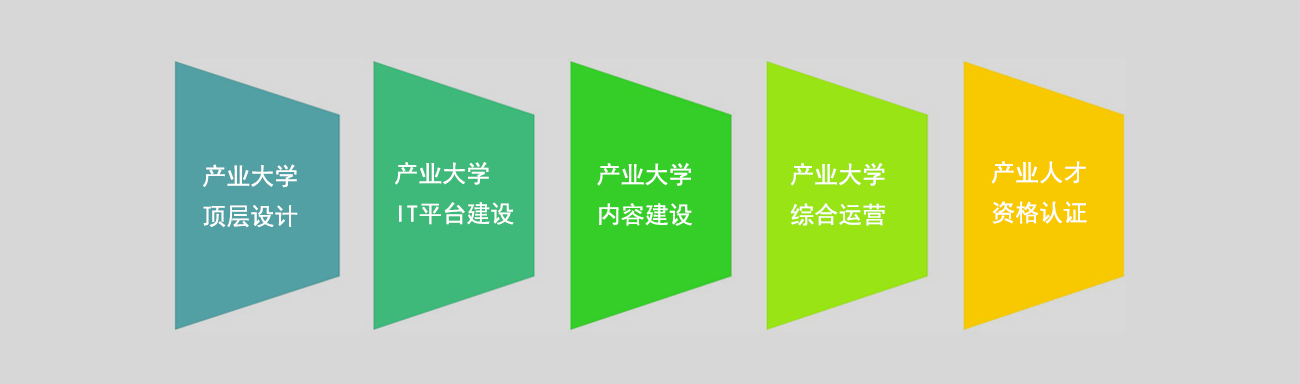 产业大学
顶层设计
产业大学
IT平台建设
产业大学
内容建设
产业大学
综合运营
产业人才
资格认证